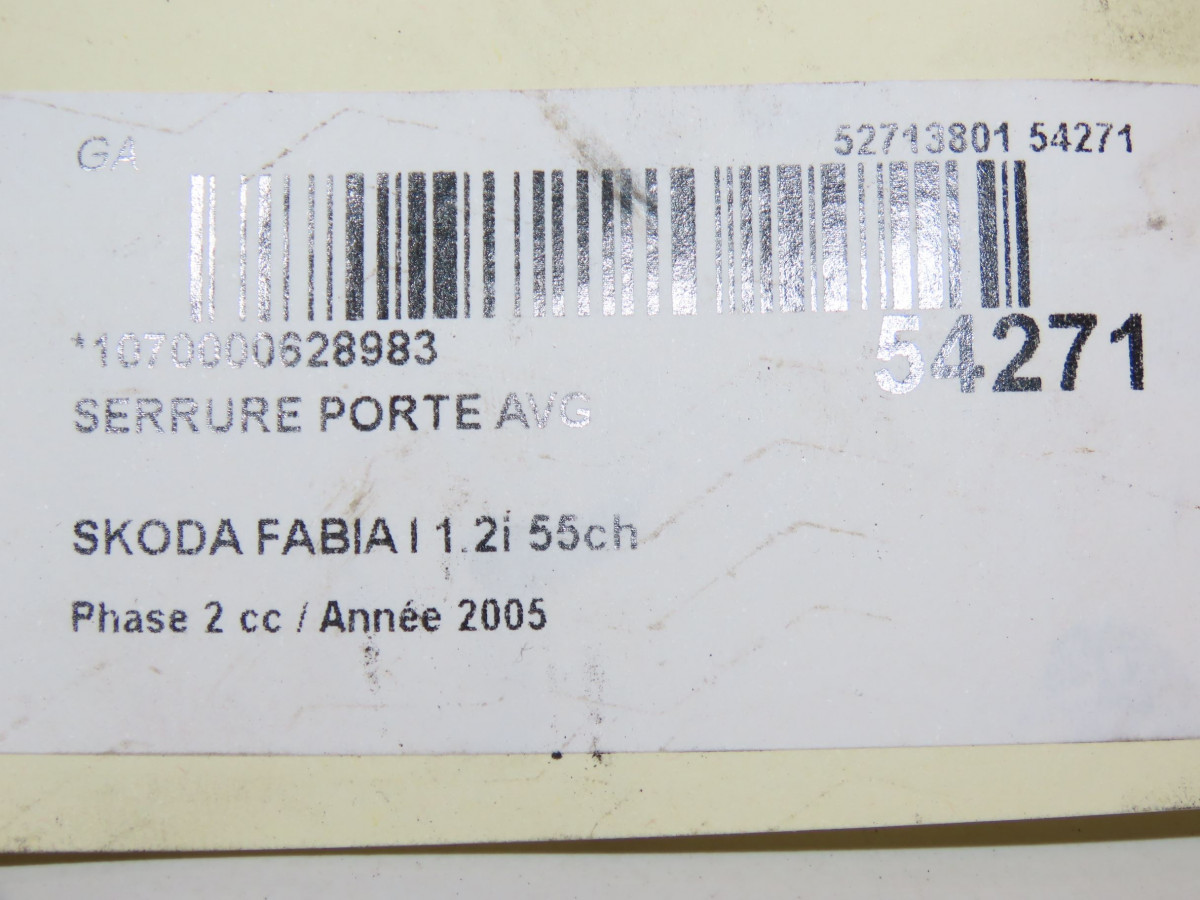 GA
52713801 54271
*1070000628983
54271
SERRURE PORTE AVG
SKODA FABIA I 1.2i 55ch
Phase 2 cc / Année 2005